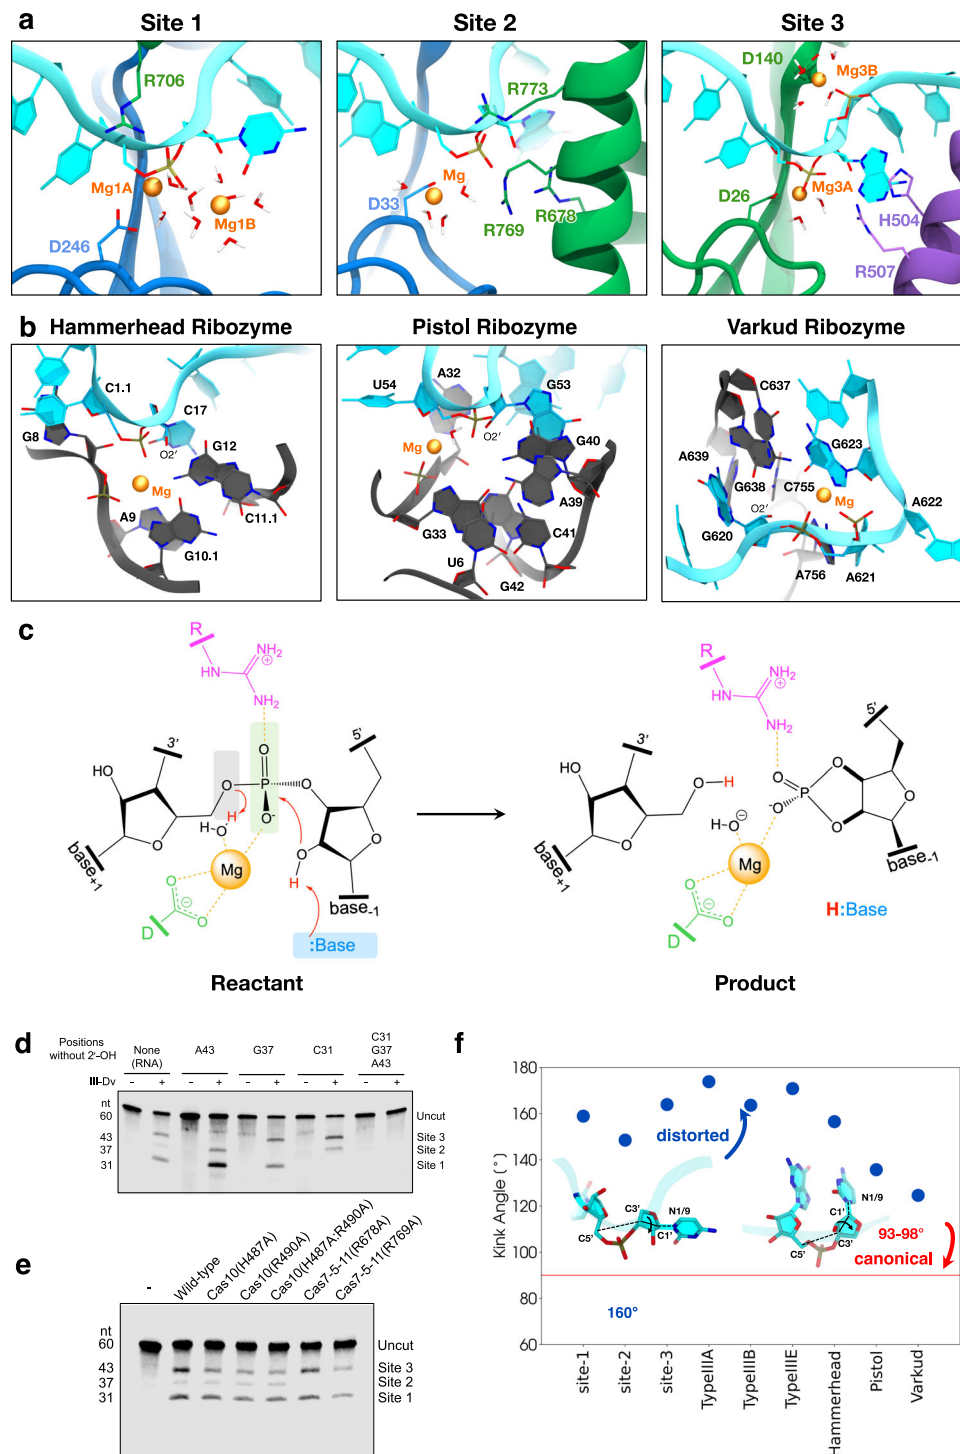 a
Site 1
Site 2
Site 3
R706
Mg1A
Mg1B
D246
R773
Mg
D33
R678
R769
D140
Mg3B
D26
Mg3A
H504
R507
b
Hammerhead Ribozyme
Pistol Ribozyme
Varkud Ribozyme
C1.1
C17
G8
O2'
G12
Mg
A9
C11.1
G10.1
A32
U54
G53
O2'
Mg
G40
A39
G33
C41
U6
G42
C637
A639
G623
G638
C755
Mg
O2'
A622
G620
A756
A621
c
R
NH2
HN
NH2
3'
5'
HO
O
O
P
O
O-
H
H-O
O
O
H
Mg
O
O
D
base+1
base-1
:Base
R
NH2
HN
NH2
3'
5'
HO
O
O-H
O
P
O
O
O-
H-O
O
O
Mg
O
O
D
base+1
base-1
H:Base
Reactant
Product
d
Positions
without 2'-OH
None
(RNA)
A43
G37
C31
C31
G37
A43
III-Dv
- + - + - + - + - +
nt
60
Uncut
43
Site 3
37
Site 2
31
Site 1
e
-
Wild-type
Cas10(H487A)
Cas10(R490A)
Cas10(H487A:R490A)
Cas7-5-11(R678A)
Cas7-5-11(R769A)
nt
60
Uncut
43
Site 3
37
Site 2
31
Site 1
f
Kink Angle (°)
180
160
140
120
100
80
60
distorted
C3'
N1/9
C1'
C5'
N1/9
C1'
C3'
C5'
93-98°
canonical
160°
site-1
site-2
site-3
TypeIIIA
TypeIIIB
TypeIIIE
Hammerhead
Pistol
Varkud